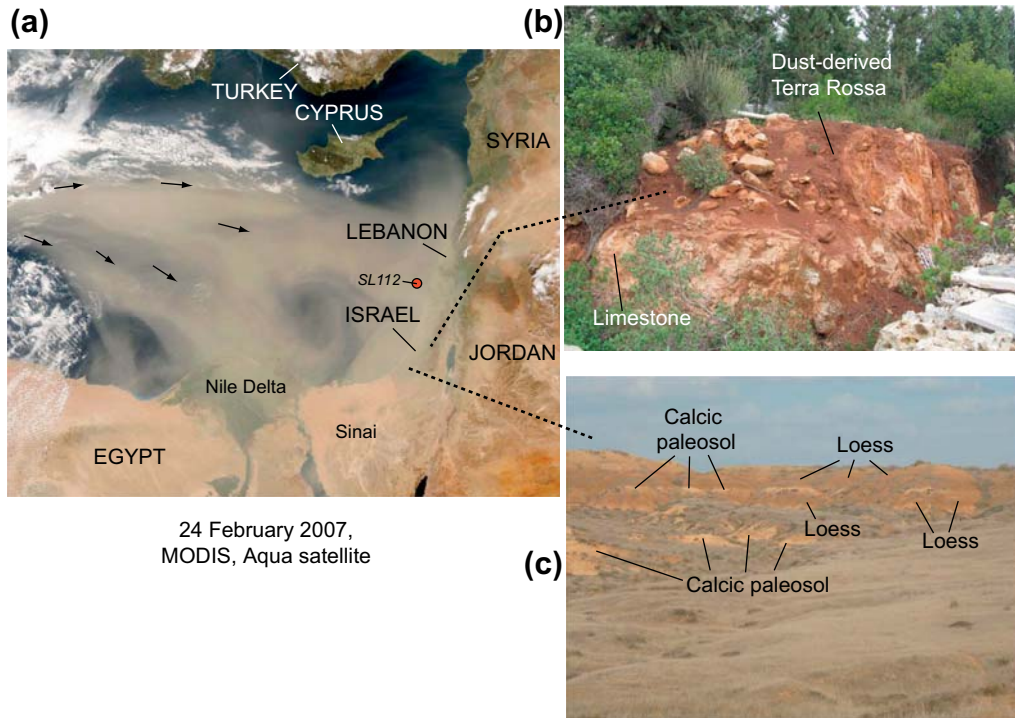 (a)
TURKEY
CYPRUS
SYRIA
LEBANON
SL112
ISRAEL
JORDAN
Nile Delta
Sinai
EGYPT
24 February 2007,
MODIS, Aqua satellite
(b)
Dust-derived
Terra Rossa
Limestone
(c)
Calcic
paleosol
Loess
Loess
Loess
Calcic paleosol